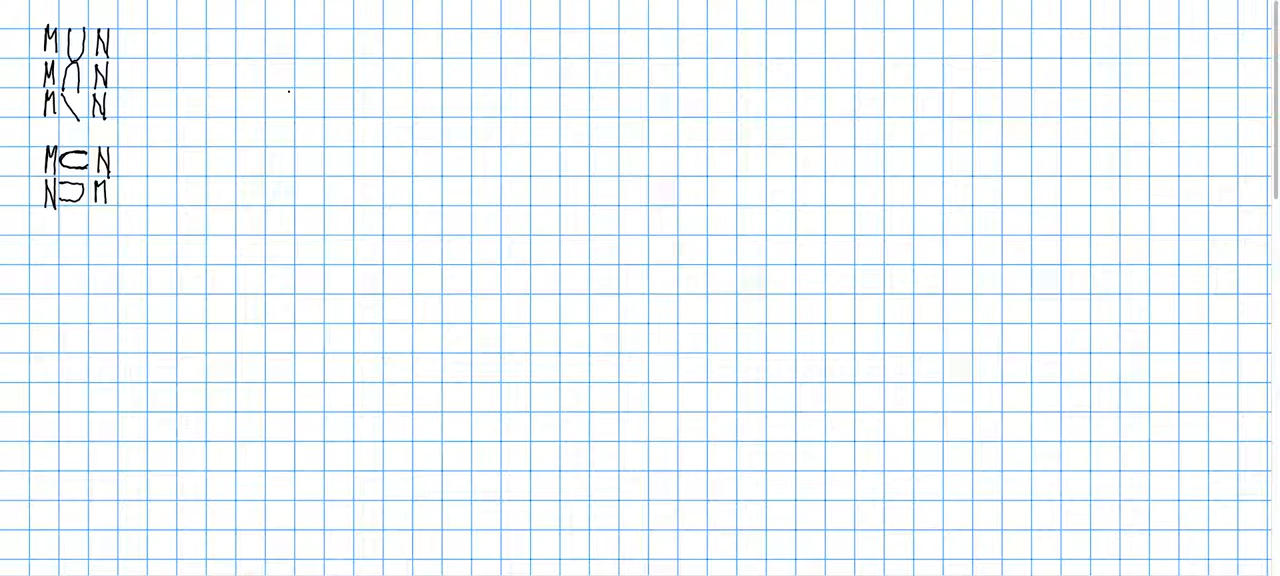 M ∪ N
M ∩ N
M \ N
M ⊂ N
N ⊃ M